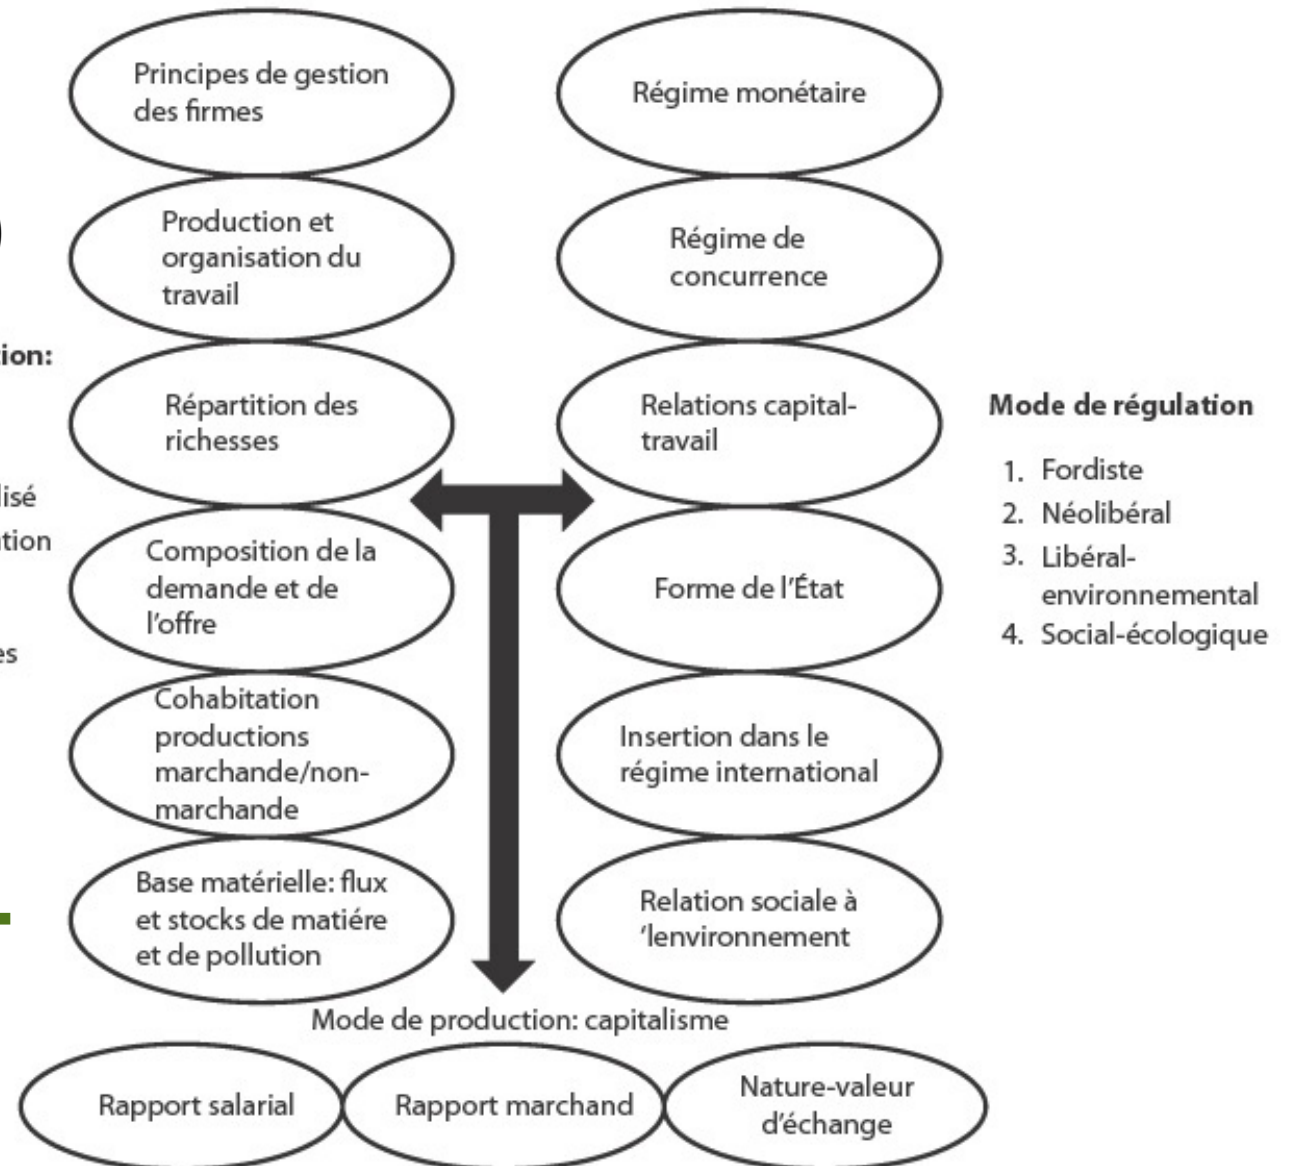 Principes de gestion
des firmes
Production et
organisation du
travail
Répartition des
richesses
Composition de la
demande et de
l'offre
Cohabitation
productions
marchande/non-
marchande
Base matérielle: flux
et stocks de matiére
et de pollution
Régime monétaire
Régime de
concurrence
Relations capital-
travail
Forme de l'État
Insertion dans le
régime international
Relation sociale à
‘lenvironnement
Mode de régulation
1. Fordiste
2. Néolibéral
3. Libéral-
environnemental
4. Social-écologique
Mode de production: capitalisme
Rapport salarial
Rapport marchand
Nature-valeur
d'échange